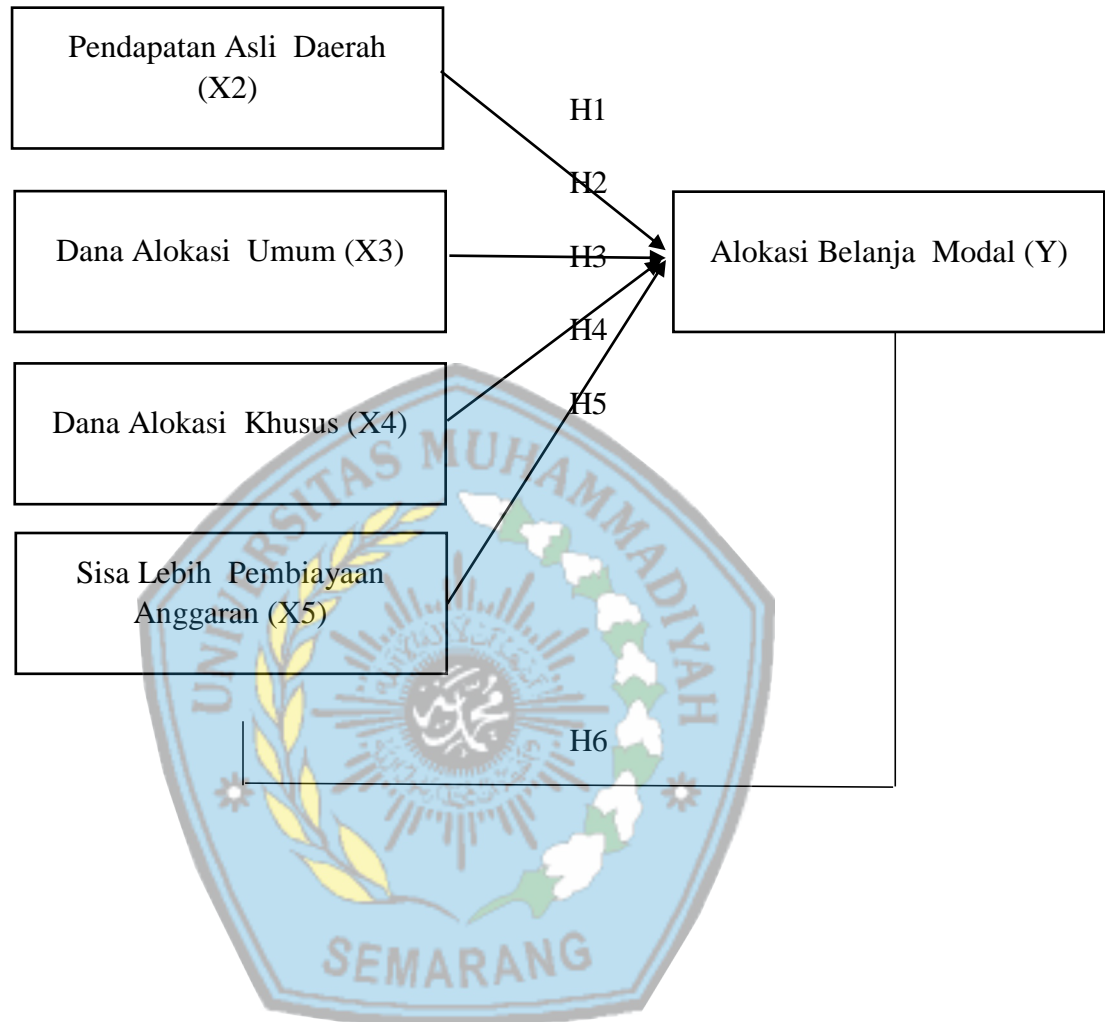 Pendapatan Asli Daerah
(X2)
H1
H2
Dana Alokasi Umum (X3)
H3
Alokasi Belanja Modal (Y)
H4
Dana Alokasi Khusus (X4)
H5
Sisa Lebih Pembiayaan
Anggaran (X5)
H6
UNIVERSITAS MUHAMMADIYAH
SEMARANG